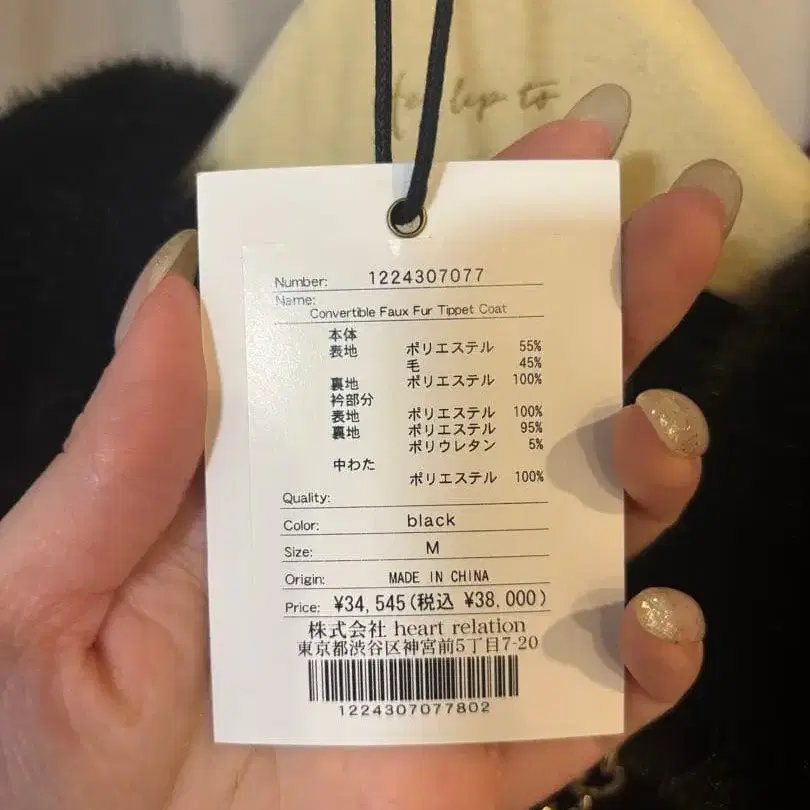 Her lip to
Number: 1224307077
Name:
Convertible Faux Fur Tippet Coat
本体
表地 ポリエステル 55%
毛 45%
裏地 ポリエステル 100%
衿部分
表地 ポリエステル 100%
裏地 ポリエステル 95%
ポリウレタン 5%
中わた
ポリエステル 100%
Quality:
Color: black
Size: M
Origin: MADE IN CHINA
Price: ¥34,545(税込 ¥38,000)
株式会社 heart relation
東京都渋谷区神宮前5丁目7-20
1224307077802